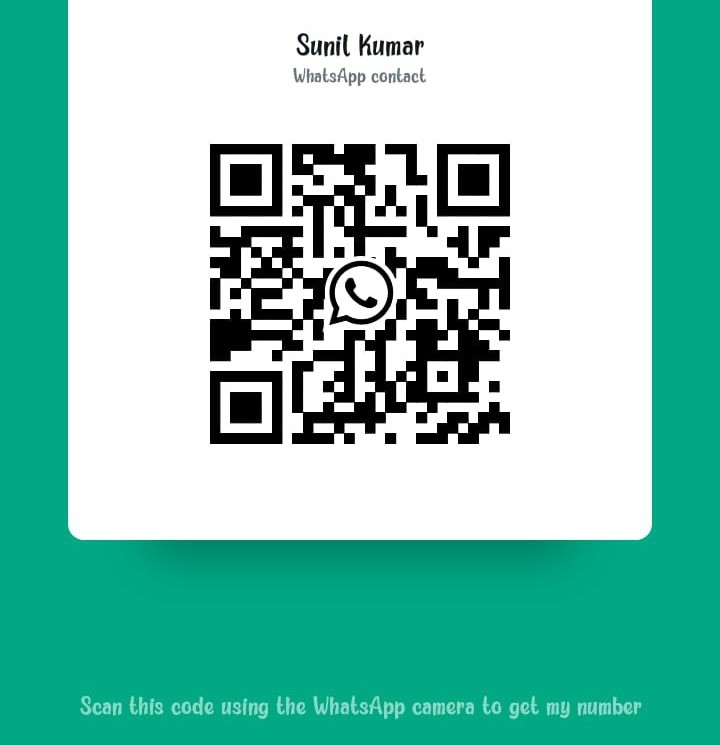 Sunil Kumar
WhatsApp contact
Scan this code using the WhatsApp camera to get my number